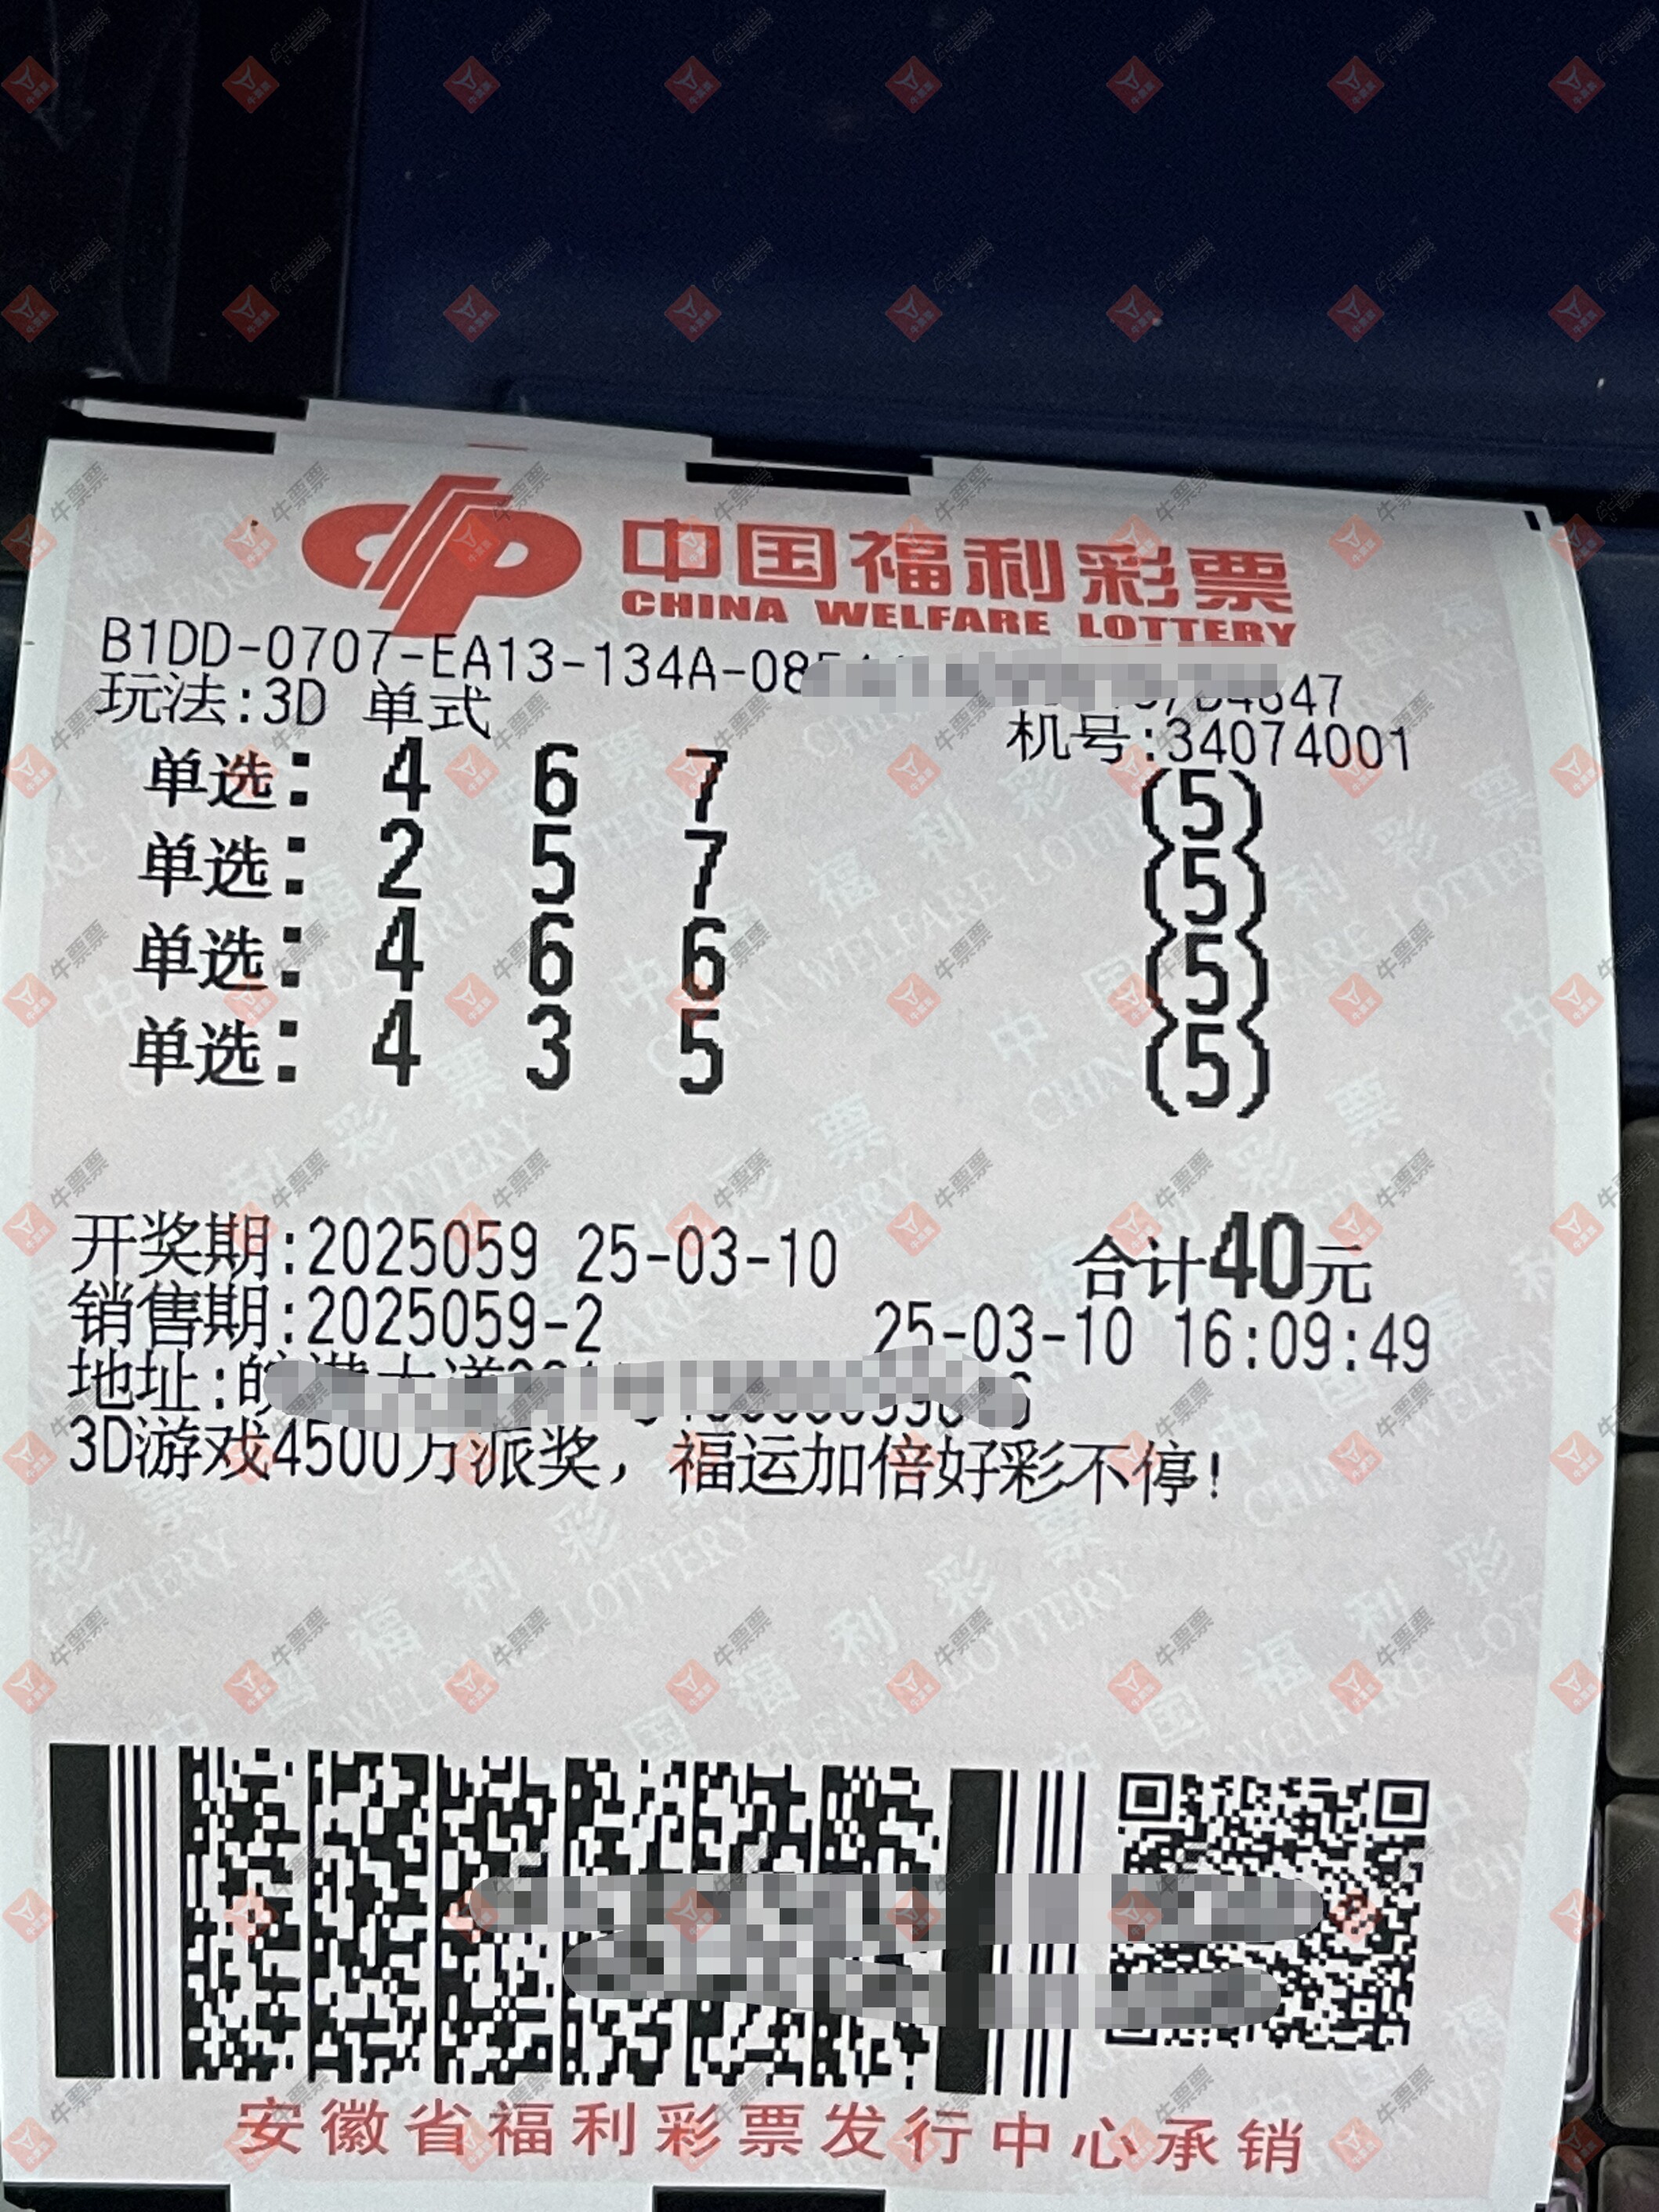 中国福利彩票
CHINA WELFARE LOTTERY
B1DD-0707-EA13-134A-08 47
玩法:3D 单式
机号:34074001
单选: 4 6 7 (5)
单选: 2 5 7 (5)
单选: 4 6 6 (5)
单选: 4 3 5 (5)
开奖期:2025059 25-03-10 合计40元
销售期:2025059-2 25-03-10 16:09:49
地址:
3D游戏4500万派奖，福运加倍好彩不停!
安徽省福利彩票发行中心承销
牛票票